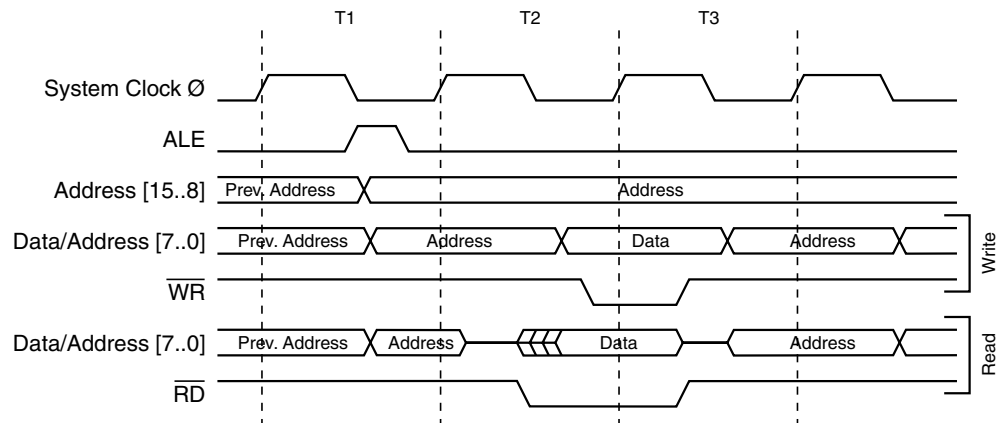 T1 T2 T3
System Clock Ø
ALE
Address [15..8] Prev. Address Address
Data/Address [7..0] Prev. Address Address Data Address
WR
Write
Data/Address [7..0] Prev. Address Address Data Address
RD
Read